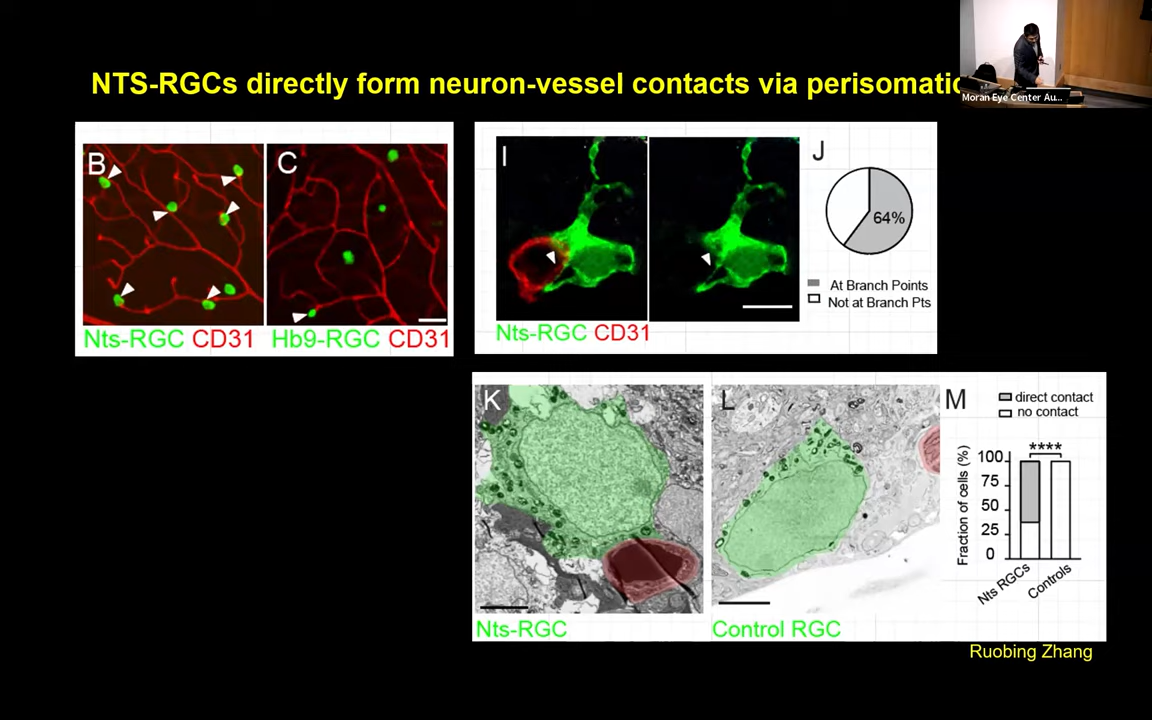 NTS-RGCs directly form neuron-vessel contacts via perisomatic
Moran Eye Center Au...
B
C
Nts-RGC CD31
Hb9-RGC CD31
I
Nts-RGC CD31
J
64%
At Branch Points
Not at Branch Pts
K
Nts-RGC
L
Control RGC
M
direct contact
no contact
****
Fraction of cells (%)
100
75
50
25
0
Nts RGCs
Controls
Ruobing Zhang